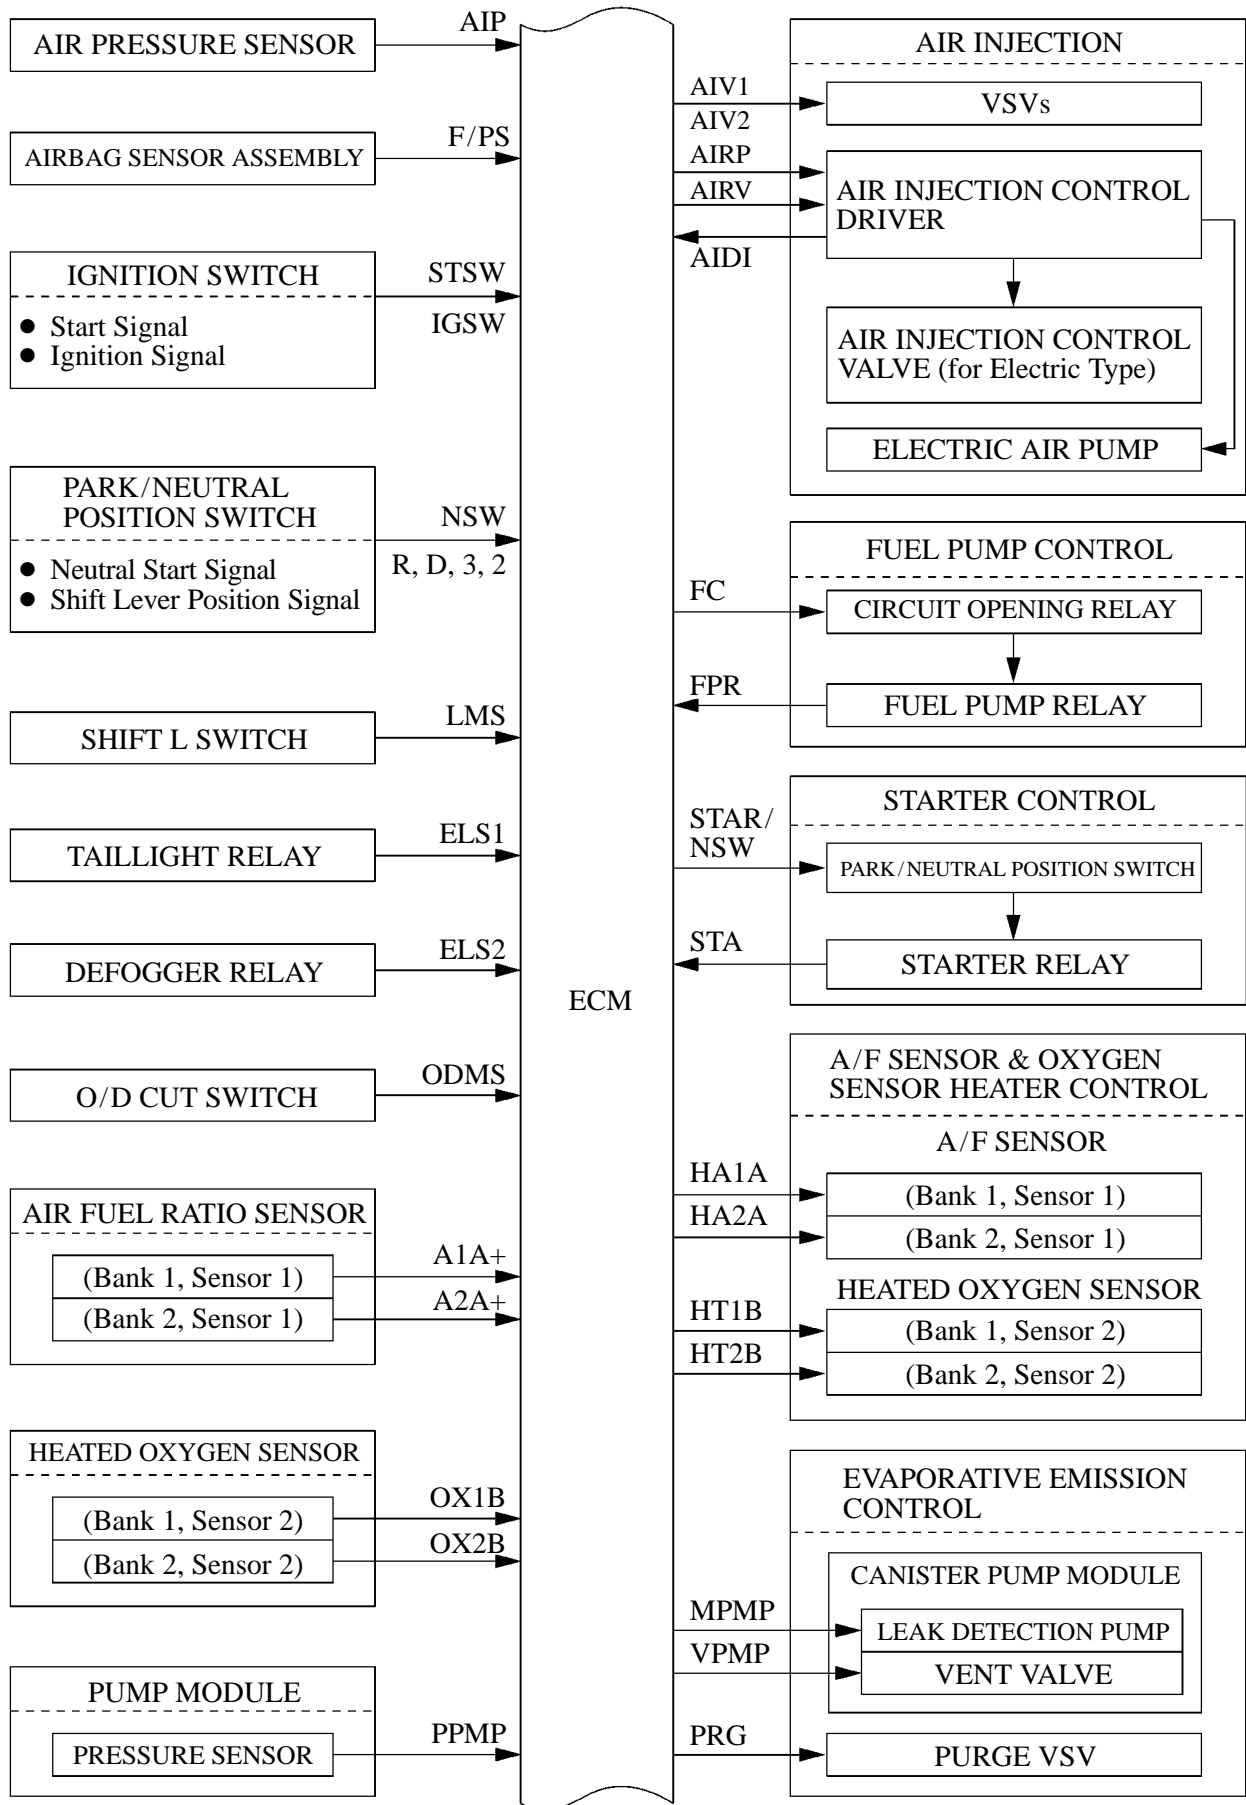 AIR PRESSURE SENSOR
AIP
AIRBAG SENSOR ASSEMBLY
F/PS
IGNITION SWITCH
● Start Signal
● Ignition Signal
STSW
IGSW
PARK/NEUTRAL
POSITION SWITCH
● Neutral Start Signal
● Shift Lever Position Signal
NSW
R, D, 3, 2
SHIFT L SWITCH
LMS
TAILLIGHT RELAY
ELS1
DEFOGGER RELAY
ELS2
O/D CUT SWITCH
ODMS
AIR FUEL RATIO SENSOR
(Bank 1, Sensor 1)
A1A+
(Bank 2, Sensor 1)
A2A+
HEATED OXYGEN SENSOR
(Bank 1, Sensor 2)
OX1B
(Bank 2, Sensor 2)
OX2B
PUMP MODULE
PRESSURE SENSOR
PPMP
ECM
AIR INJECTION
AIV1
AIV2
VSVs
AIRP
AIRV
AIDI
AIR INJECTION CONTROL
DRIVER
AIR INJECTION CONTROL
VALVE (for Electric Type)
ELECTRIC AIR PUMP
FUEL PUMP CONTROL
FC
CIRCUIT OPENING RELAY
FPR
FUEL PUMP RELAY
STARTER CONTROL
STAR/
NSW
PARK/NEUTRAL POSITION SWITCH
STA
STARTER RELAY
A/F SENSOR & OXYGEN
SENSOR HEATER CONTROL
A/F SENSOR
HA1A
(Bank 1, Sensor 1)
HA2A
(Bank 2, Sensor 1)
HEATED OXYGEN SENSOR
HT1B
(Bank 1, Sensor 2)
HT2B
(Bank 2, Sensor 2)
EVAPORATIVE EMISSION
CONTROL
CANISTER PUMP MODULE
MPMP
LEAK DETECTION PUMP
VPMP
VENT VALVE
PRG
PURGE VSV